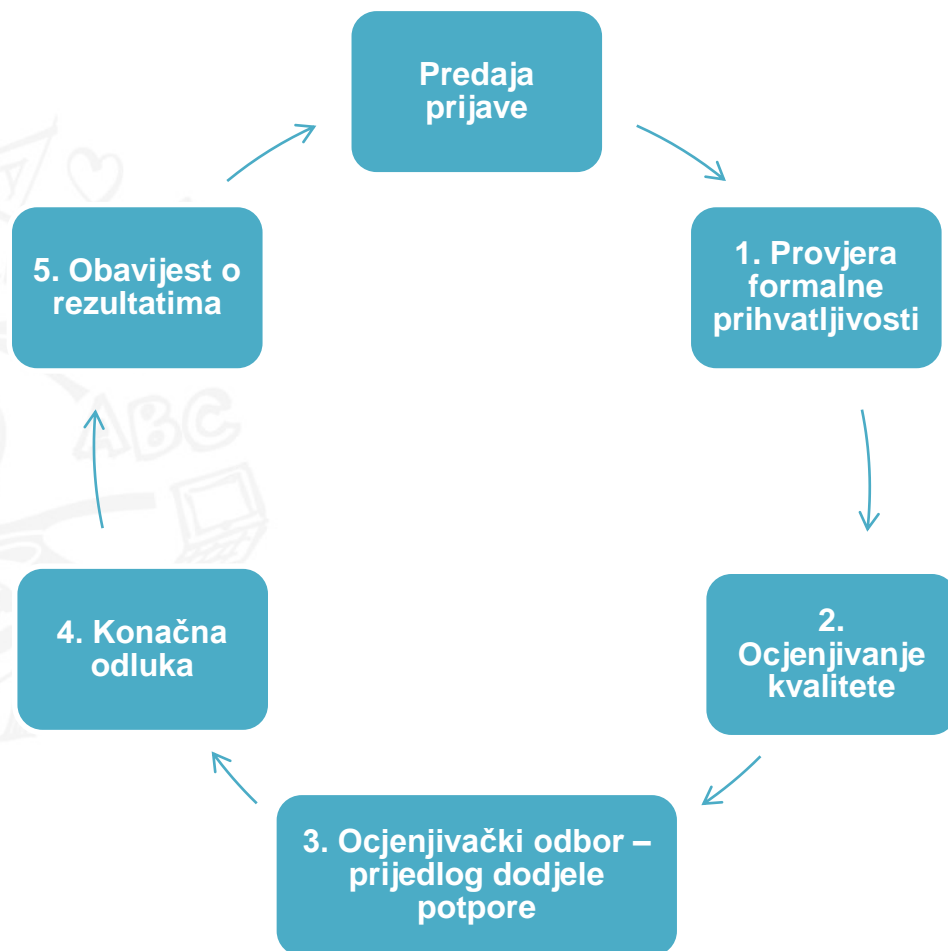 Predaja
prijave
1. Provjera
formalne
prihvatljivosti
2.
Ocjenjivanje
kvalitete
3. Ocjenjivački odbor –
prijedlog dodjele
potpore
4. Konačna
odluka
5. Obavijest o
rezultatima
ABC